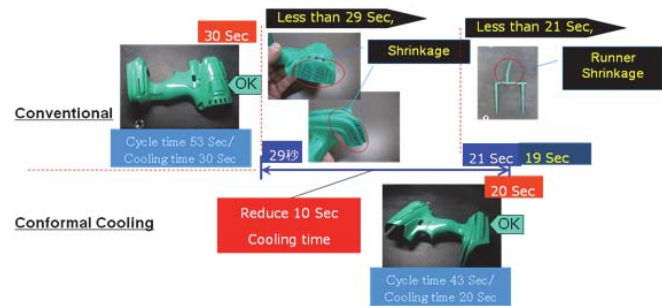 30 Sec
Less than 29 Sec,
Less than 21 Sec,
OK
Shrinkage
Runner
Shrinkage
Conventional
Cycle time 53 Sec/
Cooling time 30 Sec
29秒
21 Sec
19 Sec
20 Sec
Reduce 10 Sec
Cooling time
OK
Conformal Cooling
Cycle time 43 Sec/
Cooling time 20 Sec